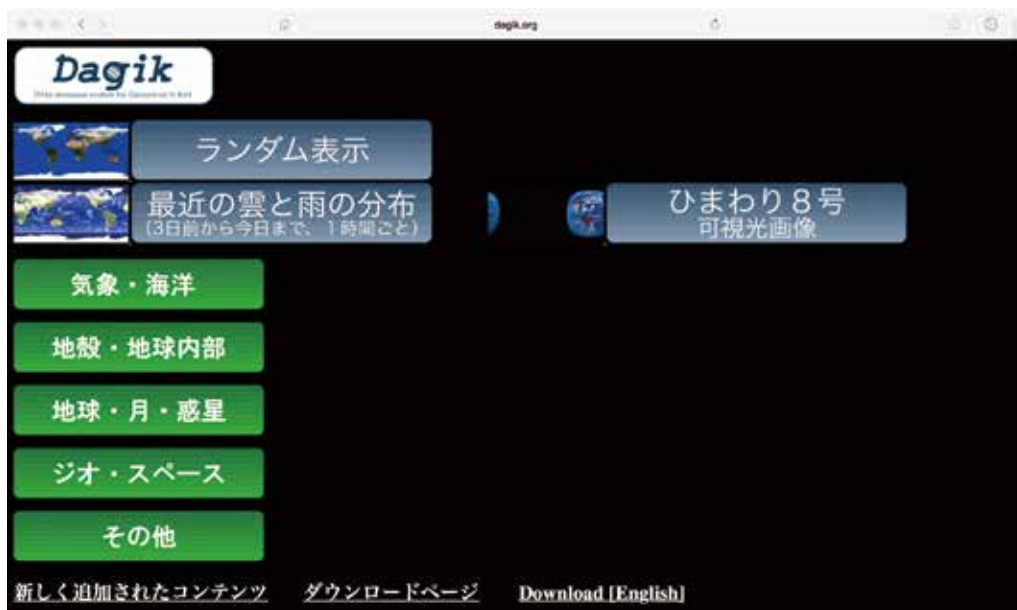 dagik.org
Dagik
ランダム表示
最近の雲と雨の分布
(3日前から今日まで、1時間ごと)
ひまわり8号
可視光画像
気象・海洋
地殻・地球内部
地球・月・惑星
ジオ・スペース
その他
新しく追加されたコンテンツ ダウンロードページ Download [English]